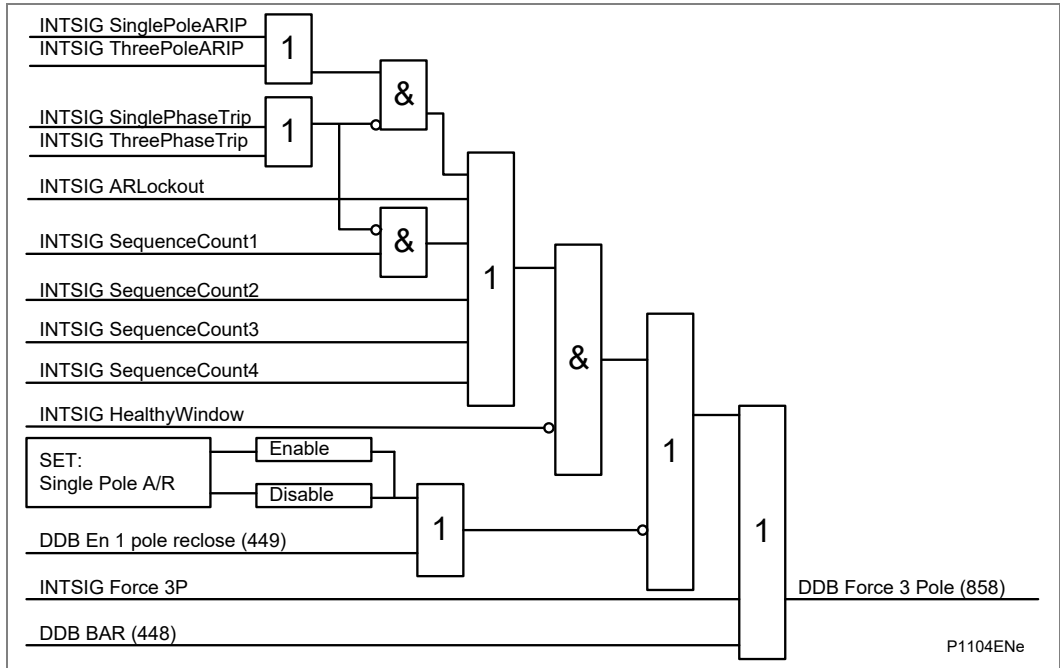 INTSIG SinglePoleARIP
INTSIG ThreePoleARIP
1
&
INTSIG SinglePhaseTrip
INTSIG ThreePhaseTrip
1
INTSIG ARLockout
INTSIG SequenceCount1
&
1
INTSIG SequenceCount2
INTSIG SequenceCount3
INTSIG SequenceCount4
&
INTSIG HealthyWindow
SET:
Single Pole A/R
Enable
Disable
1
1
1
DDB En 1 pole reclose (449)
INTSIG Force 3P
DDB Force 3 Pole (858)
DDB BAR (448)
P1104ENe